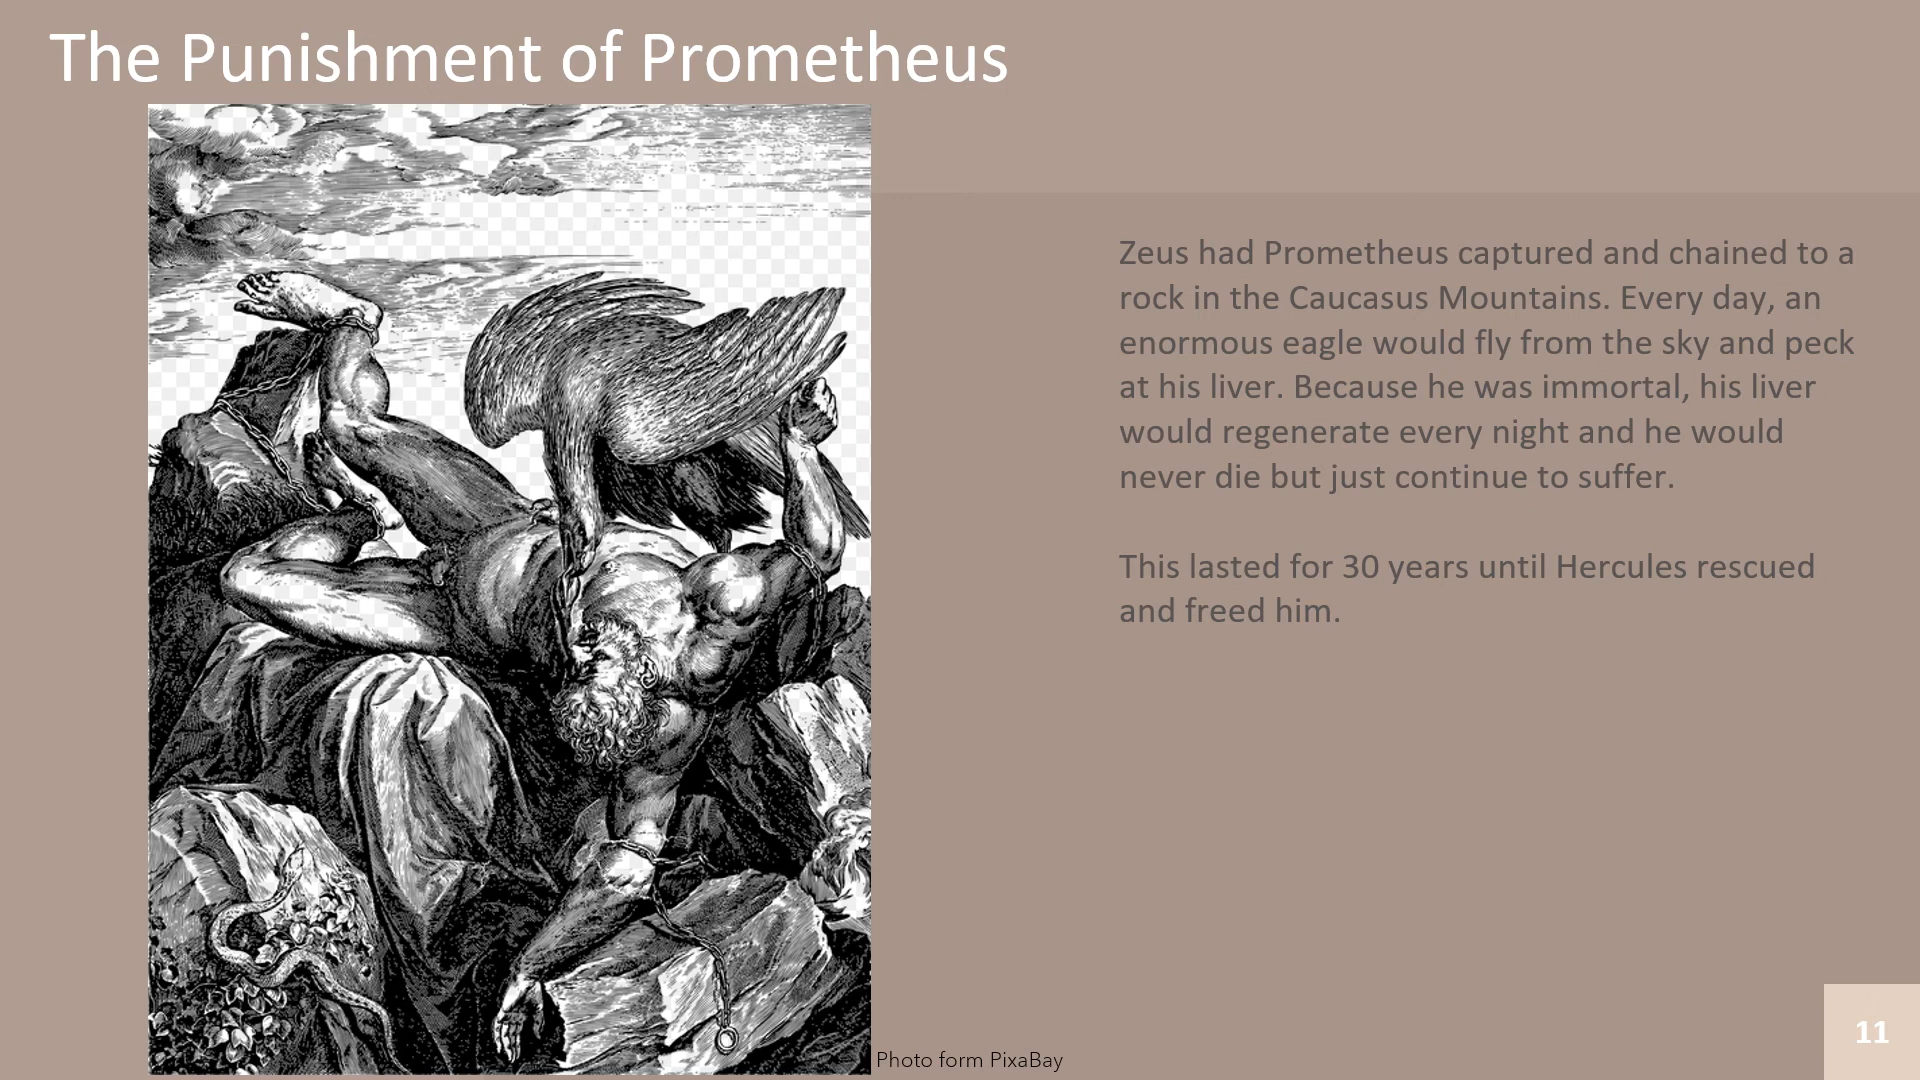 The Punishment of Prometheus
Zeus had Prometheus captured and chained to a
rock in the Caucasus Mountains. Every day, an
enormous eagle would fly from the sky and peck
at his liver. Because he was immortal, his liver
would regenerate every night and he would
never die but just continue to suffer.
This lasted for 30 years until Hercules rescued
and freed him.
Photo form PixaBay
11